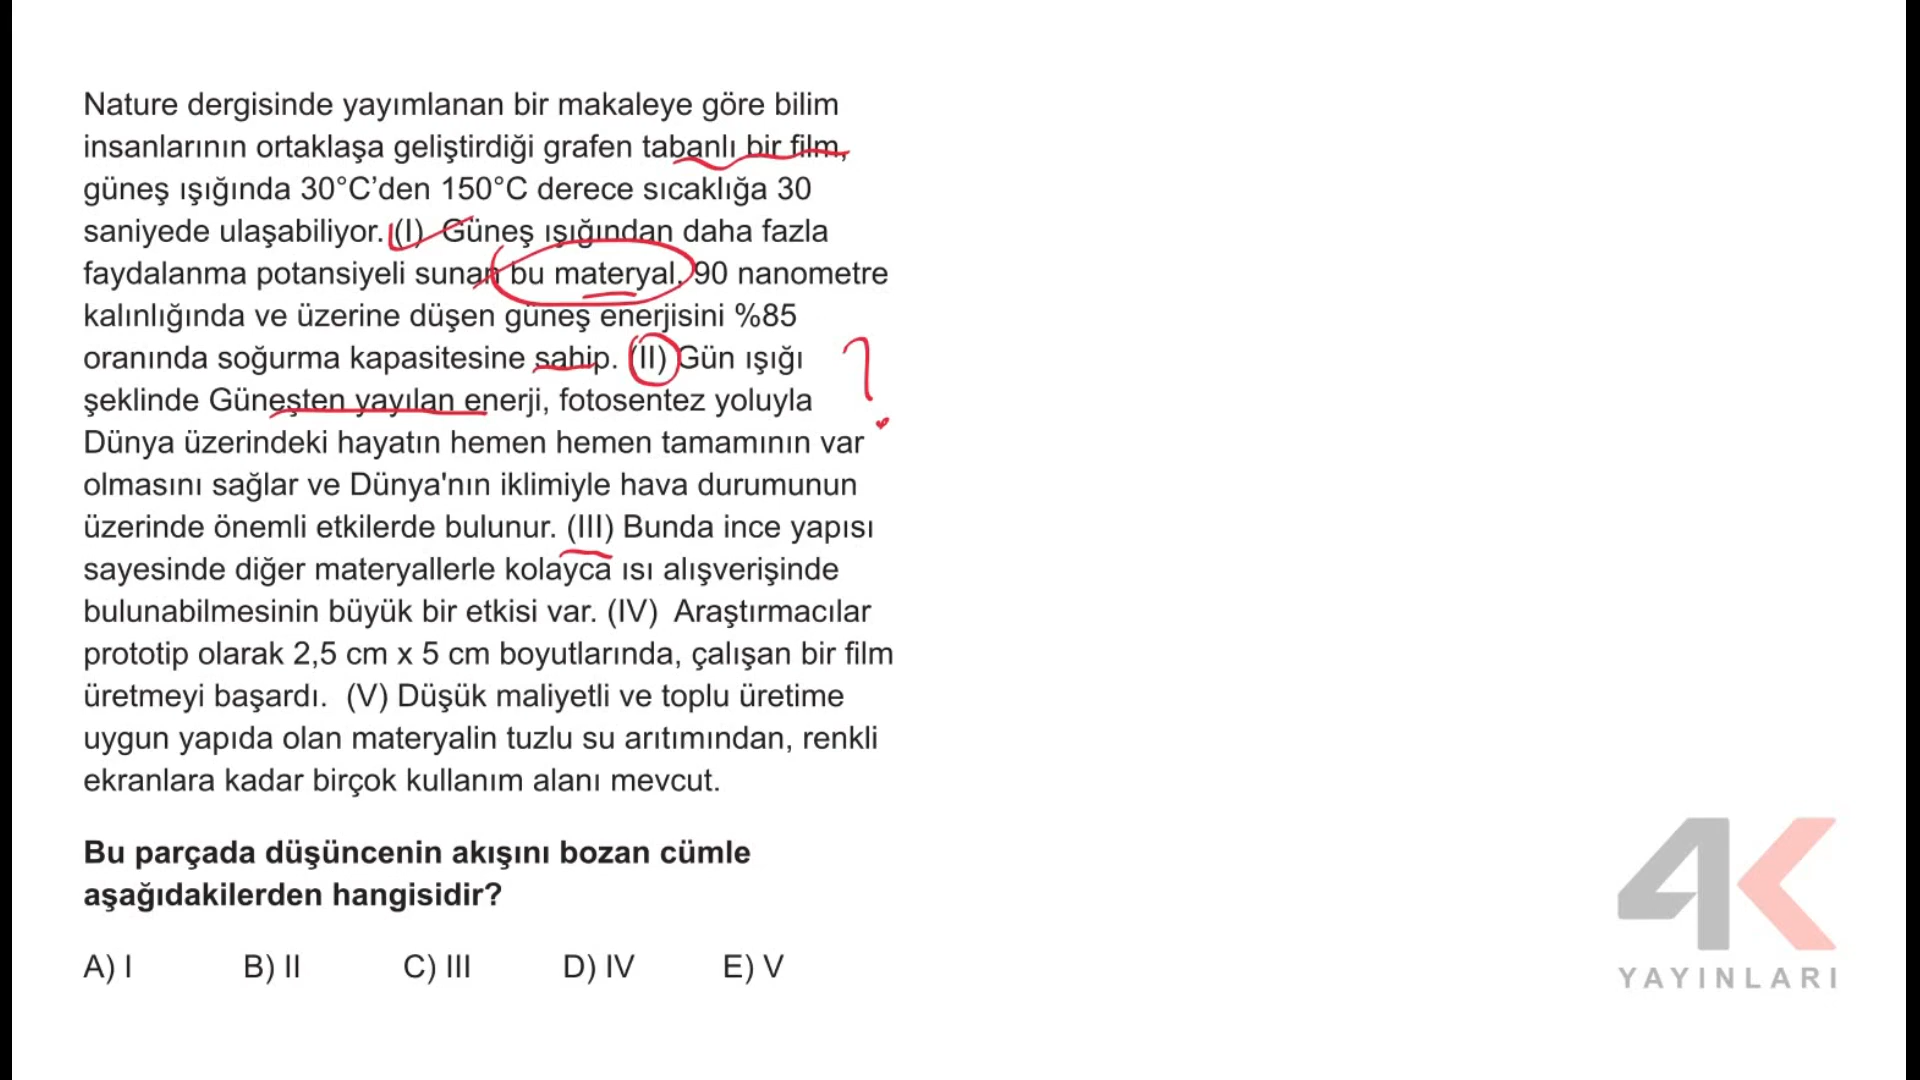 Nature dergisinde yayımlanan bir makaleye göre bilim
insanlarının ortaklaşa geliştirdiği grafen tabanlı bir film,
güneş ışığında 30°C’den 150°C derece sıcaklığa 30
saniyede ulaşabiliyor. (I) Güneş ışığından daha fazla
faydalanma potansiyeli sunan bu materyal, 90 nanometre
kalınlığında ve üzerine düşen güneş enerjisini %85
oranında soğurma kapasitesine sahip. (II) Gün ışığı
şeklinde Güneşten yayılan enerji, fotosentez yoluyla
Dünya üzerindeki hayatın hemen hemen tamamının var
olmasını sağlar ve Dünya'nın iklimiyle hava durumunun
üzerinde önemli etkilerde bulunur. (III) Bunda ince yapısı
sayesinde diğer materyallerle kolayca ısı alışverişinde
bulunabilmesinin büyük bir etkisi var. (IV) Araştırmacılar
prototip olarak 2,5 cm x 5 cm boyutlarında, çalışan bir film
üretmeyi başardı. (V) Düşük maliyetli ve toplu üretime
uygun yapıda olan materyalin tuzlu su arıtımından, renkli
ekranlara kadar birçok kullanım alanı mevcut.
?
Bu parçada düşüncenin akışını bozan cümle
aşağıdakilerden hangisidir?
A) I B) II C) III D) IV E) V
4K
YAYINLARI